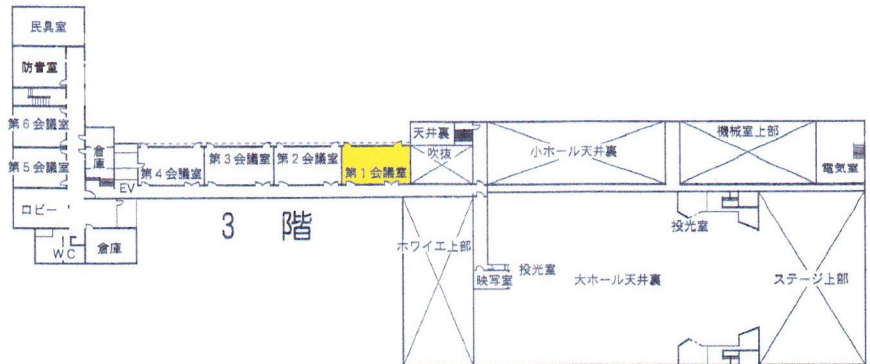 民具室
防音室
第6会議室
倉庫
第5会議室
EV
第4会議室
第3会議室
第2会議室
第1会議室
天井裏
吹抜
小ホール天井裏
機械室上部
電気室
ロビー
WC
倉庫
3 階
ホワイエ上部
映写室
投光室
大ホール天井裏
投光室
ステージ上部